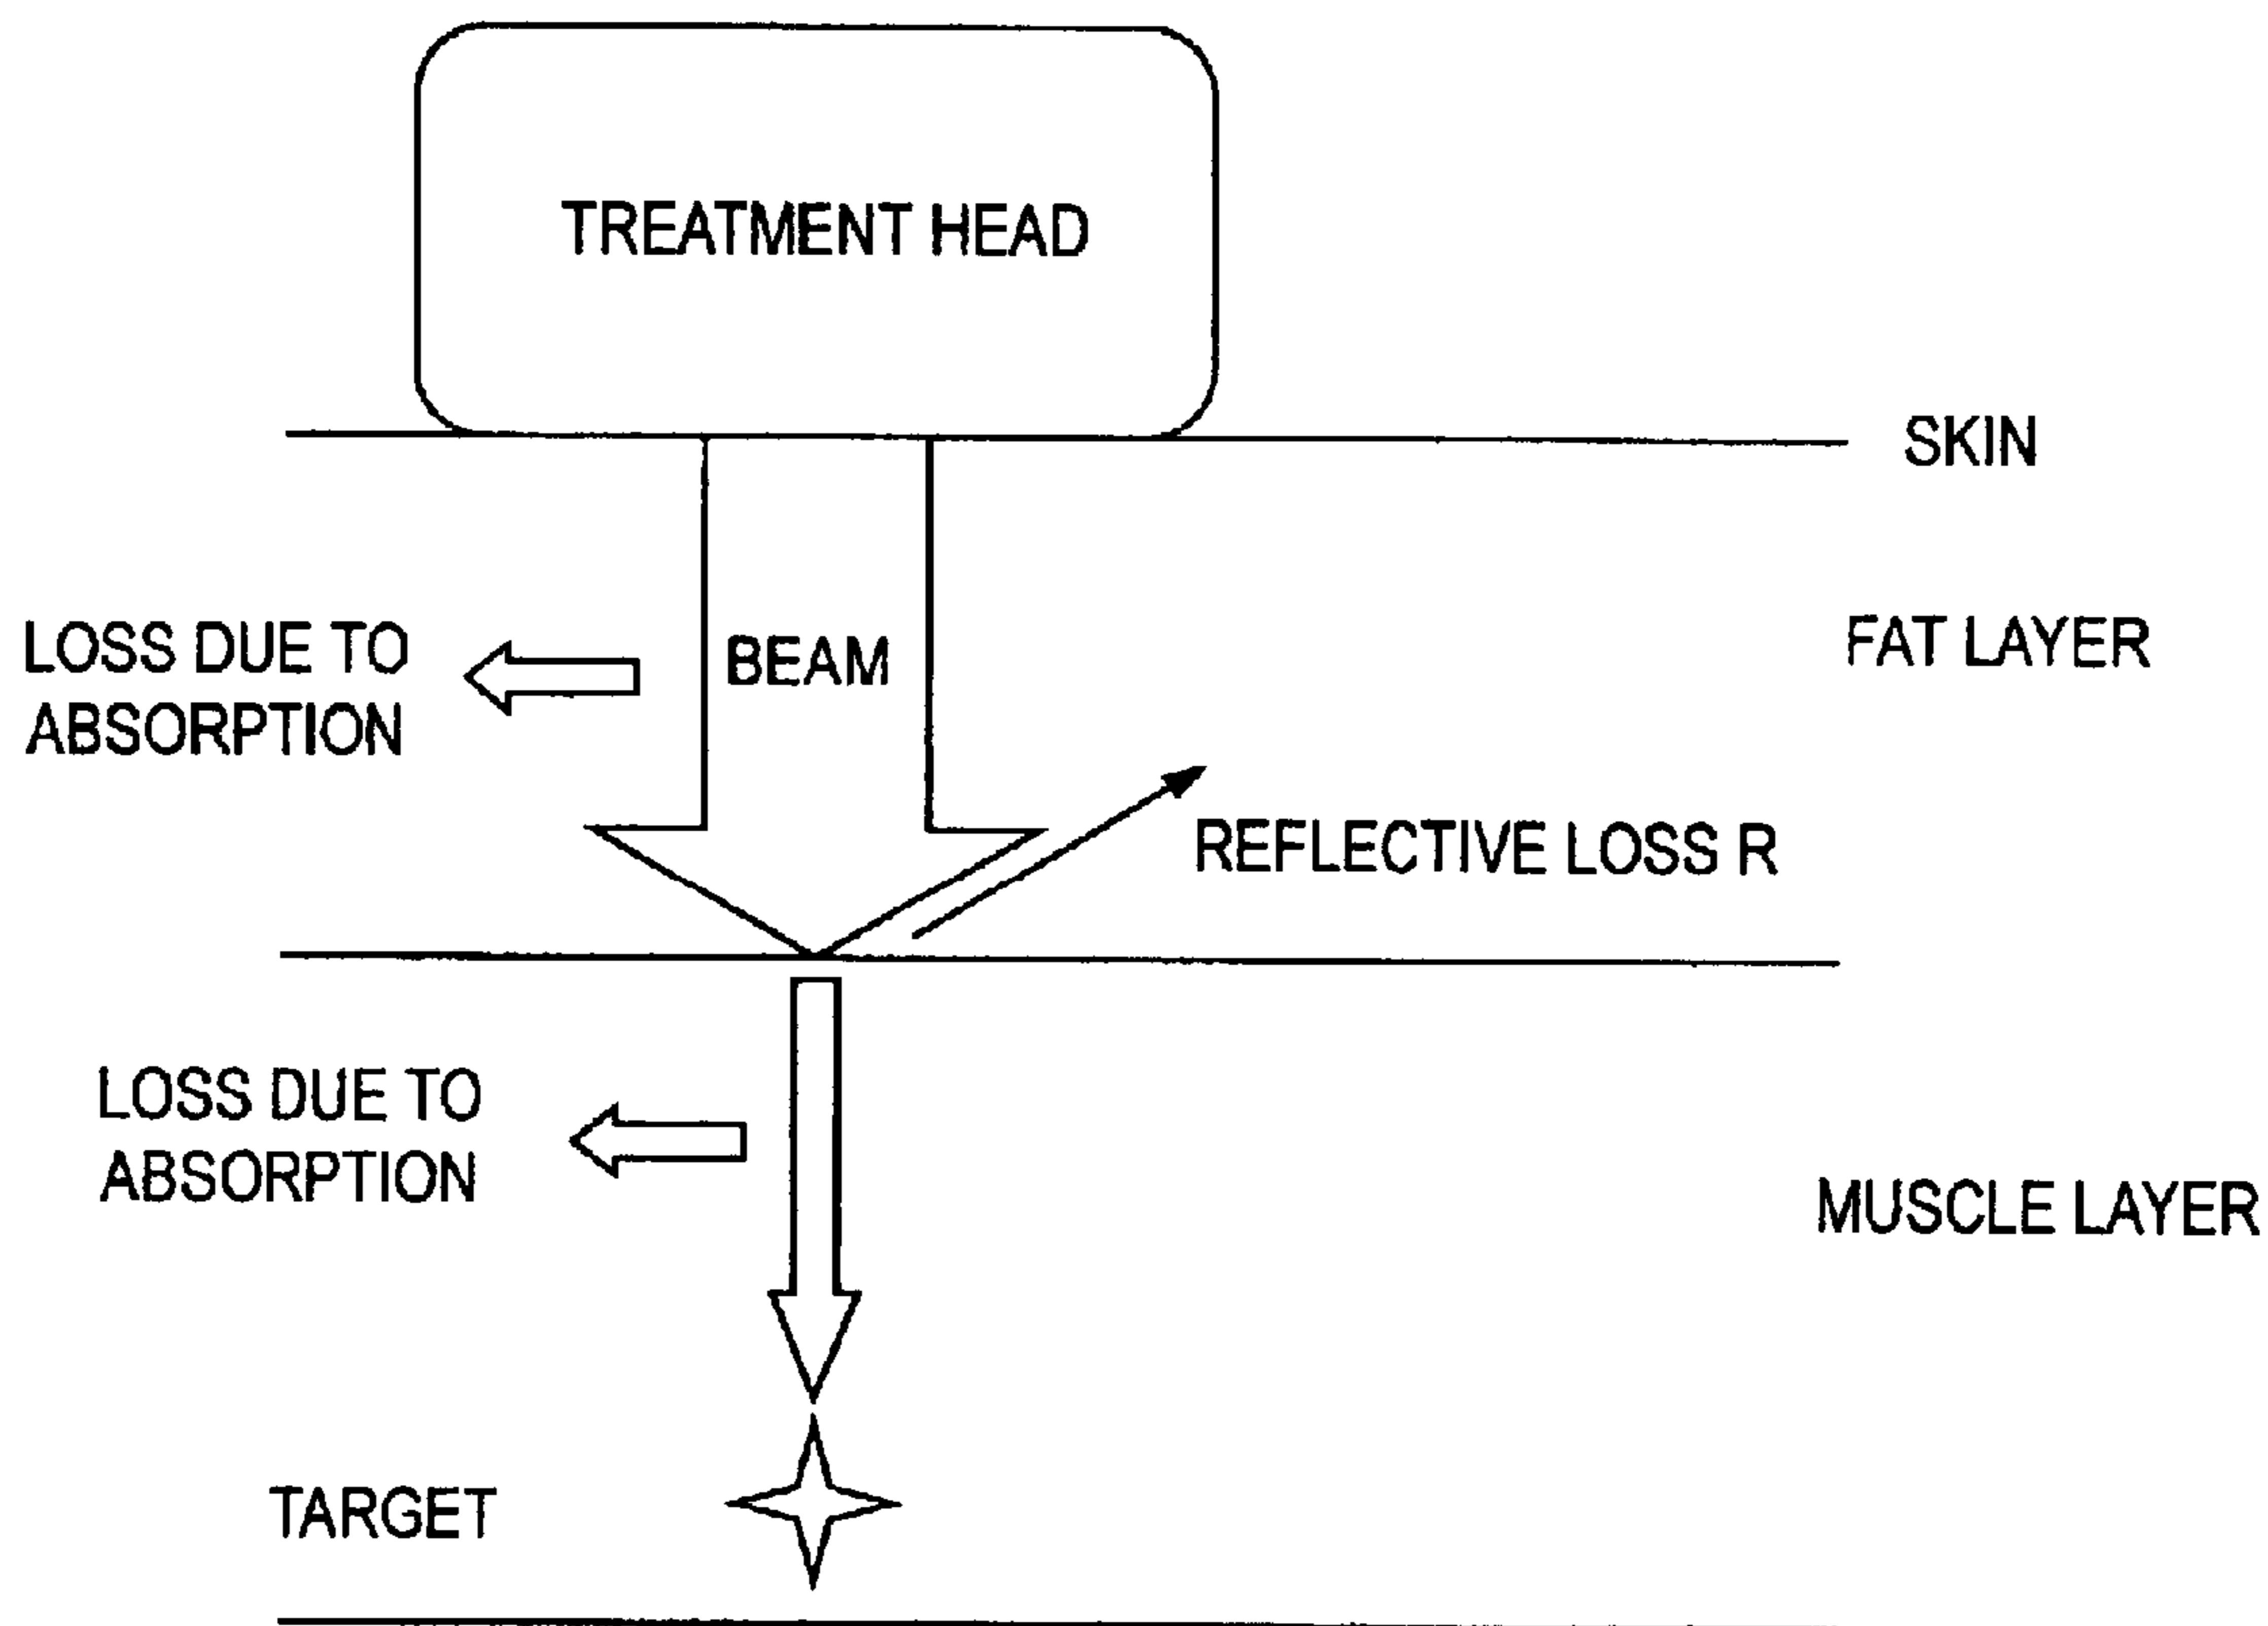 TREATMENT HEAD
SKIN
LOSS DUE TO
ABSORPTION
BEAM
FAT LAYER
REFLECTIVE LOSS R
LOSS DUE TO
ABSORPTION
MUSCLE LAYER
TARGET